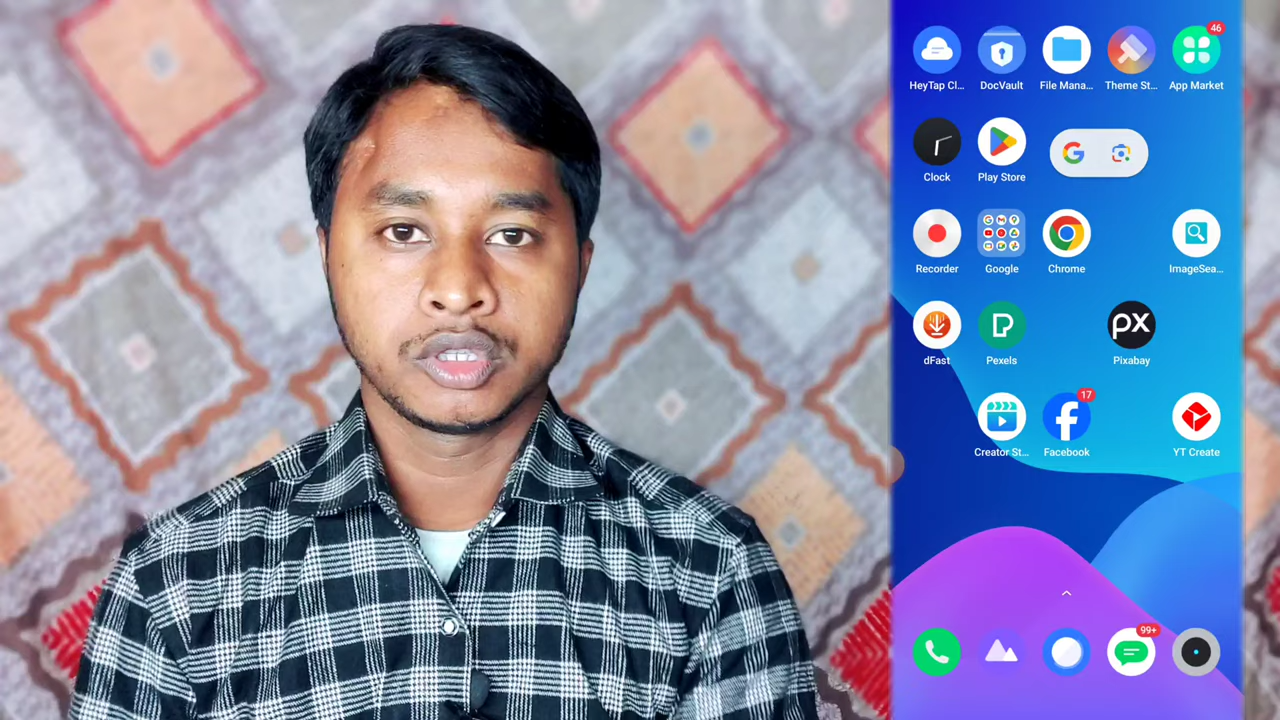 46
HeyTap Cl... DocVault File Mana... Theme St... App Market
Clock Play Store
Recorder Google Chrome ImageSea...
px
dFast Pexels Pixabay
17
Creator St... Facebook YT Create
99+